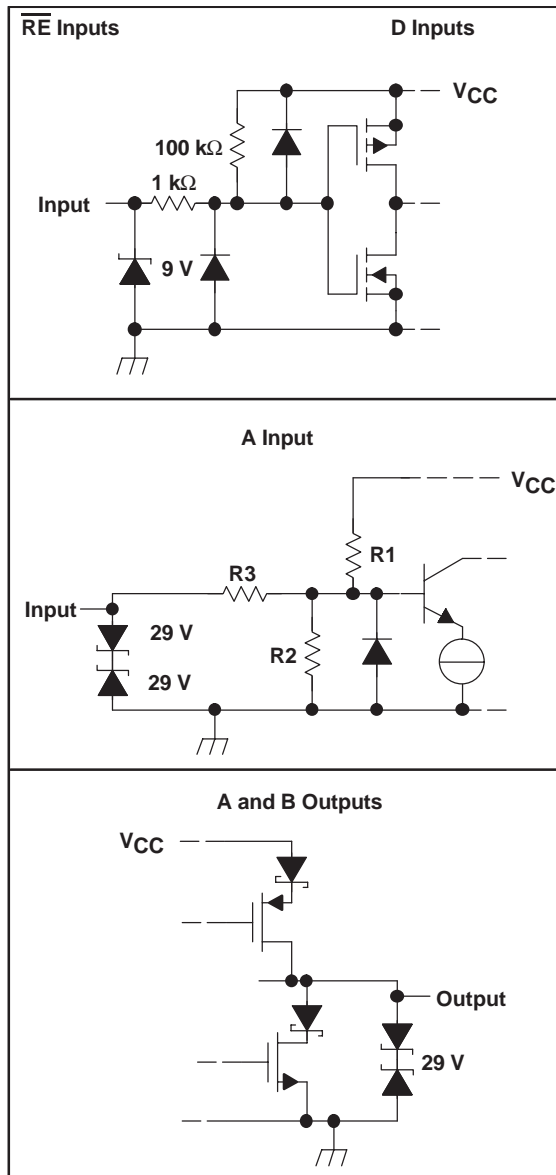 R̅E̅ Inputs
D Inputs
VCC
100 kΩ
1 kΩ
Input
9 V
A Input
VCC
R1
R3
Input
29 V
R2
29 V
A and B Outputs
VCC
Output
29 V